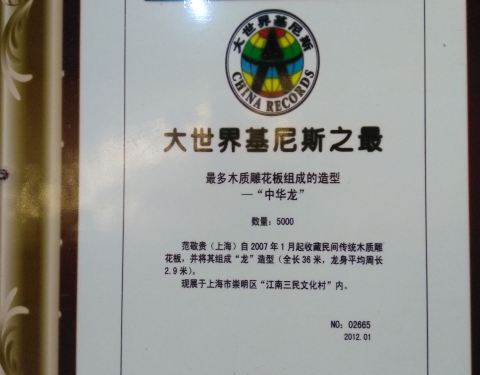 大世界基尼斯
CHINA RECORDS
大世界基尼斯之最
最多木质雕花板组成的造型
—“中华龙”
数量：5000
范敬贵（上海）自2007年1月起收藏民间传统木质雕
花板，并将其组成“龙”造型（全长36米，龙身平均周长
2.9米）。
现展于上海市崇明区“江南三民文化村”内。
NO：02665
2012.01